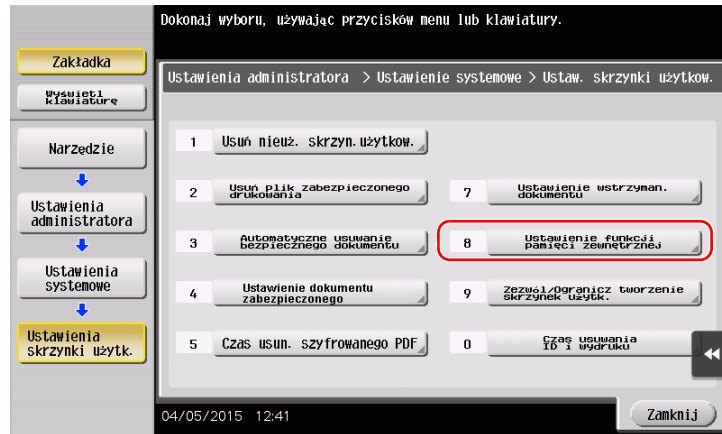 Dokonaj wyboru, używając przycisków menu lub klawiatury.
Zakładka
Wyświetl
klawiaturę
Narzędzie
Ustawienia
administratora
Ustawienia
systemowe
Ustawienia
skrzynki użytk.
Ustawienia administratora > Ustawienie systemowe > Ustaw. skrzynki użytkow.
1 Usuń nieuż. skrzyn.użytkow.
2 Usuń plik zabezpieczonego
drukowania
3 Automatyczne usuwanie
bezpiecznego dokumentu
4 Ustawienie dokumentu
zabezpieczonego
5 Czas usun. szyfrowanego PDF
7 Ustawienie wstrzyman.
dokumentu
8 Ustawienie funkcji
pamięci zewnętrznej
9 Zezwól/Ogranicz tworzenie
skrzynek użytk.
0 Czas usuwania
ID i wydruku
04/05/2015 12:41
Zamknij